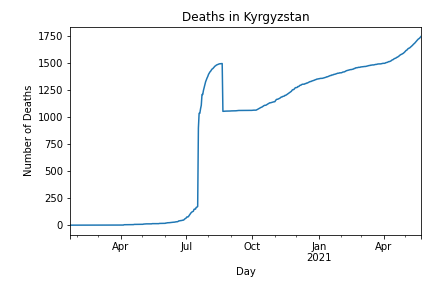 Deaths in Kyrgyzstan
1750
1500
1250
1000
750
500
250
0
Number of Deaths
Apr
Jul
Oct
Jan
2021
Apr
Day